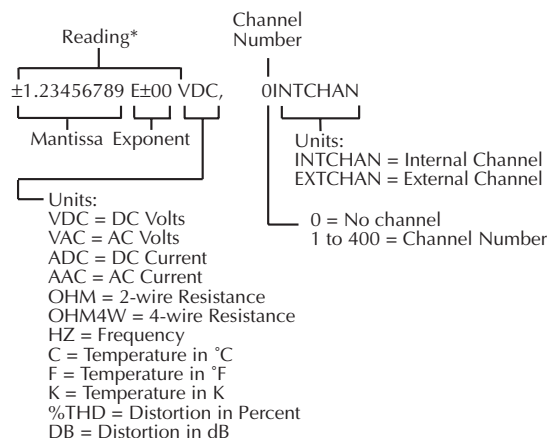 Channel
Number
Reading*
±1.23456789 E±00 VDC, 0INTCHAN
Mantissa Exponent
Units:
INTCHAN = Internal Channel
EXTCHAN = External Channel
0 = No channel
1 to 400 = Channel Number
Units:
VDC = DC Volts
VAC = AC Volts
ADC = DC Current
AAC = AC Current
OHM = 2-wire Resistance
OHM4W = 4-wire Resistance
HZ = Frequency
C = Temperature in ˚C
F = Temperature in ˚F
K = Temperature in K
%THD = Distortion in Percent
DB = Distortion in dB